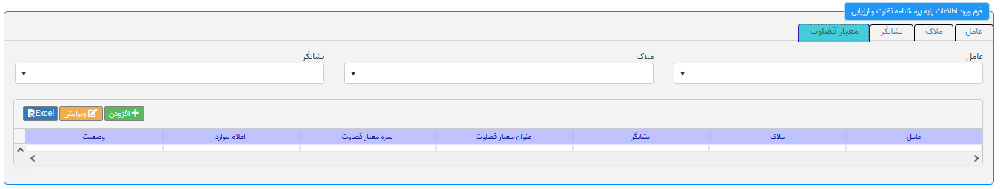 فرم ورود اطلاعات پایه پرسشنامه نظارت و ارزیابی
عامل ملاک نشانگر معیار قضاوت
عامل ملاک نشانگر
افزودن ویرایش Excel
عامل ملاک نشانگر عنوان معیار قضاوت نمره معیار قضاوت اعلام موارد وضعیت